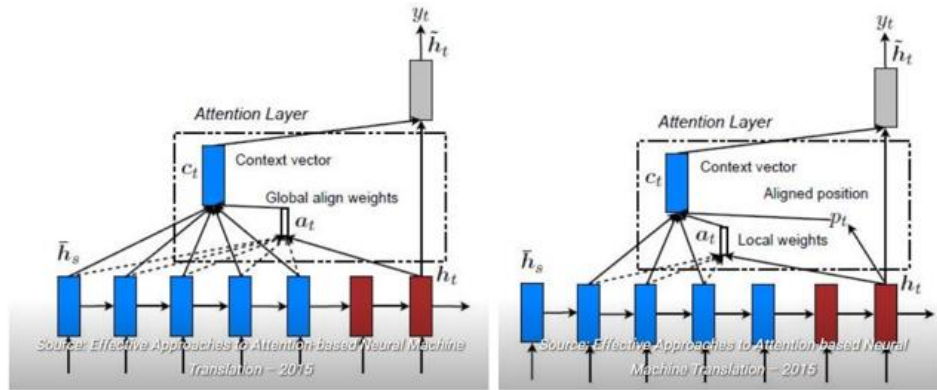 y_t
h̃_t
Attention Layer
Context vector
c_t
Global align weights
a_t
h̄_s
h_t
Source: Effective Approaches to Attention-based Neural Machine
Translation – 2015
y_t
h̃_t
Attention Layer
Context vector
c_t
Aligned position
p_t
a_t
Local weights
h̄_s
h_t
Source: Effective Approaches to Attention-based Neural
Machine Translation – 2015